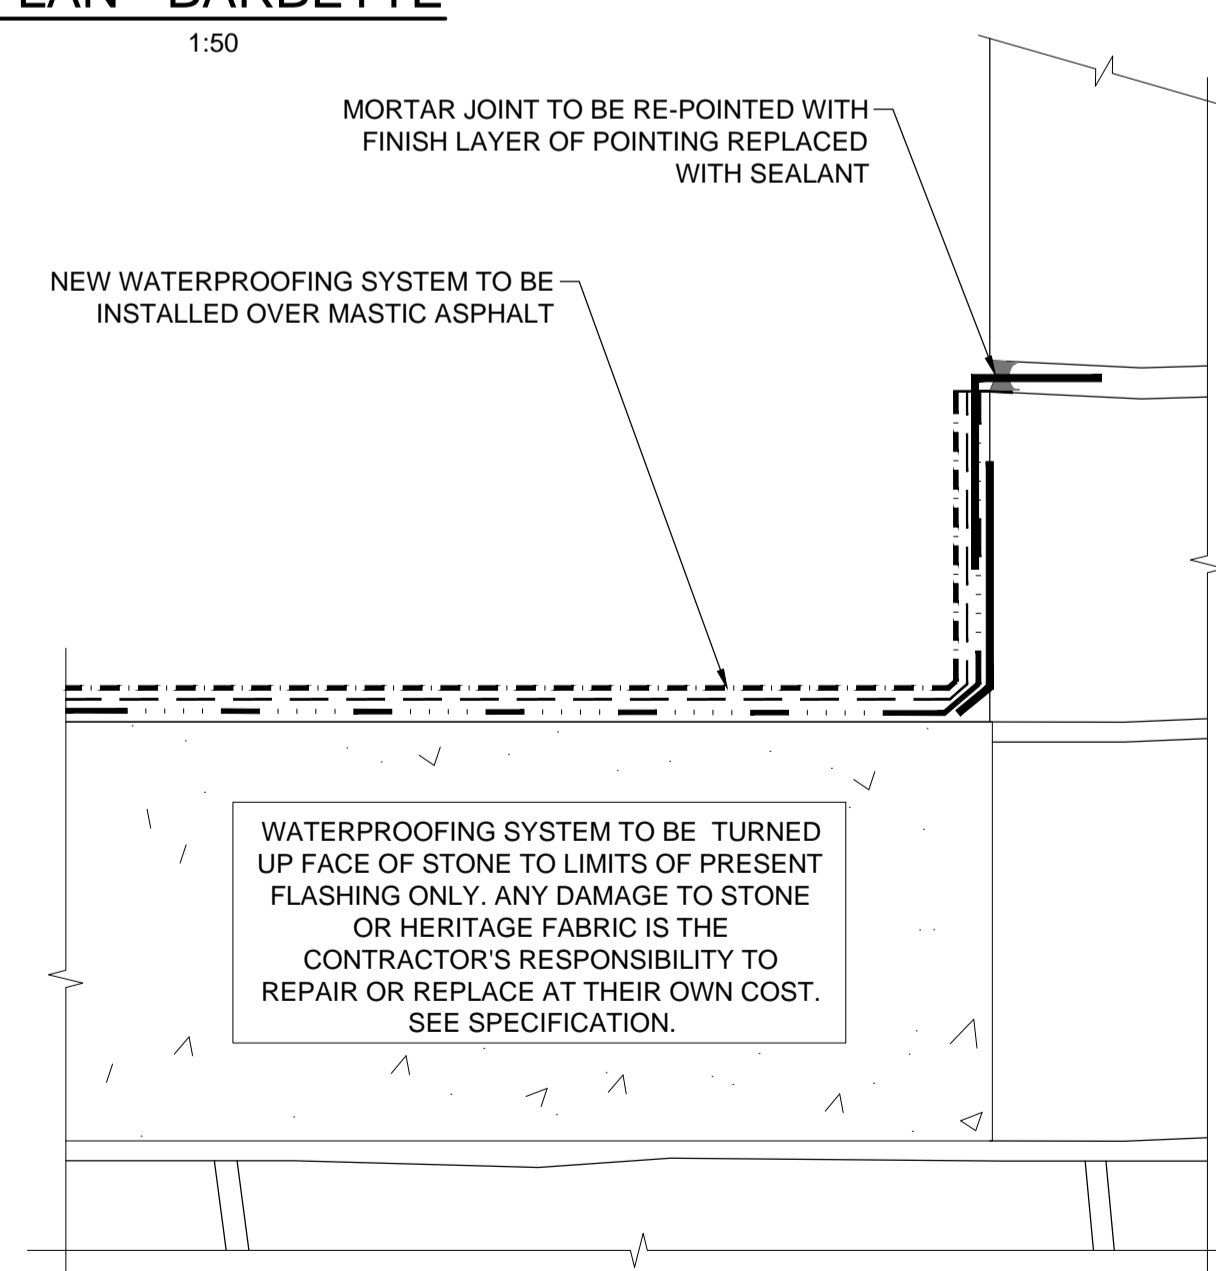 BARBETTE
1:50
MORTAR JOINT TO BE RE-POINTED WITH
FINISH LAYER OF POINTING REPLACED
WITH SEALANT
NEW WATERPROOFING SYSTEM TO BE
INSTALLED OVER MASTIC ASPHALT
WATERPROOFING SYSTEM TO BE TURNED
UP FACE OF STONE TO LIMITS OF PRESENT
FLASHING ONLY. ANY DAMAGE TO STONE
OR HERITAGE FABRIC IS THE
CONTRACTOR'S RESPONSIBILITY TO
REPAIR OR REPLACE AT THEIR OWN COST.
SEE SPECIFICATION.